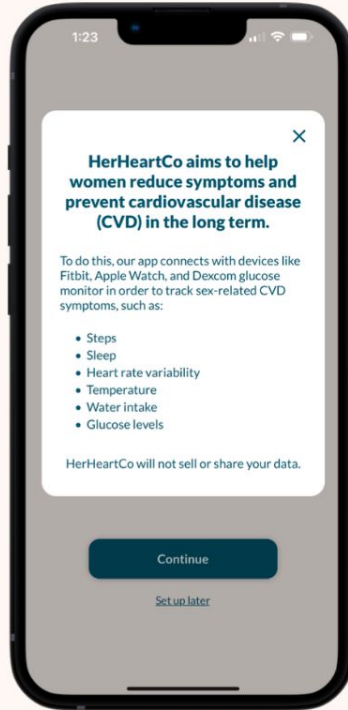 1:23
HerHeartCo aims to help
women reduce symptoms and
prevent cardiovascular disease
(CVD) in the long term.
To do this, our app connects with devices like
Fitbit, Apple Watch, and Dexcom glucose
monitor in order to track sex-related CVD
symptoms, such as:
• Steps
• Sleep
• Heart rate variability
• Temperature
• Water intake
• Glucose levels
HerHeartCo will not sell or share your data.
Continue
Set up later